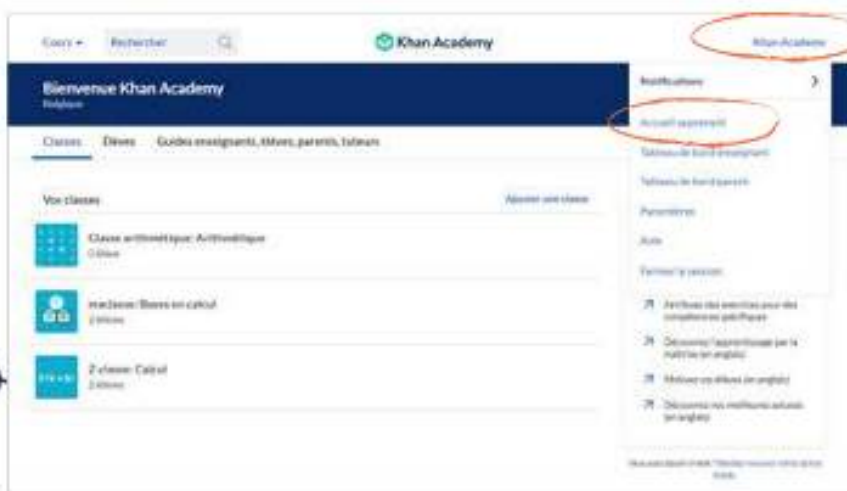 Cours
Rechercher
Khan Academy
Khan Academy
Bienvenue Khan Academy
Belgique
Notifications
Accueil apprenant
Tableau de bord enseignant
Tableau de bord parent
Paramètres
Aide
Fermer la session
Classes Élèves Guides enseignants, élèves, parents, tuteurs
Vos classes
Ajouter une classe
Classe arithmétique: Arithmétique
0 élève
maclasse: Bases en calcul
2 élèves
2 classe: Calcul
2 élèves
Attribuez des exercices pour des
compétences spécifiques
Découvrez l'apprentissage par la
maîtrise (en anglais)
Motivez vos élèves (en anglais)
Découvrez nos meilleures astuces
(en anglais)